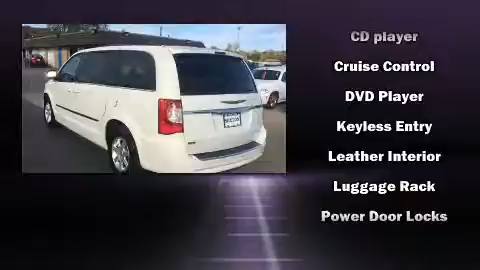 CD player
Cruise Control
DVD Player
Keyless Entry
Leather Interior
Luggage Rack
Power Door Locks